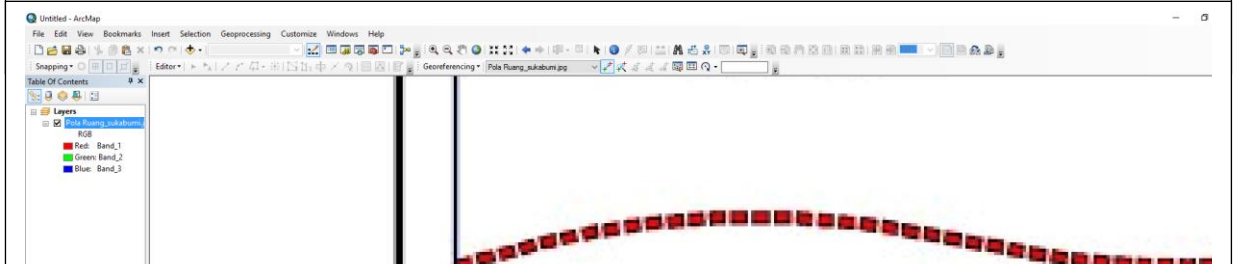 Untitled - ArcMap
File Edit View Bookmarks Insert Selection Geoprocessing Customize Windows Help
Snapping Editor Georeferencing Pola Ruang_sukabumi.jpg
Table Of Contents
Layers
Pola Ruang_sukabumi.j
RGB
Red: Band_1
Green: Band_2
Blue: Band_3